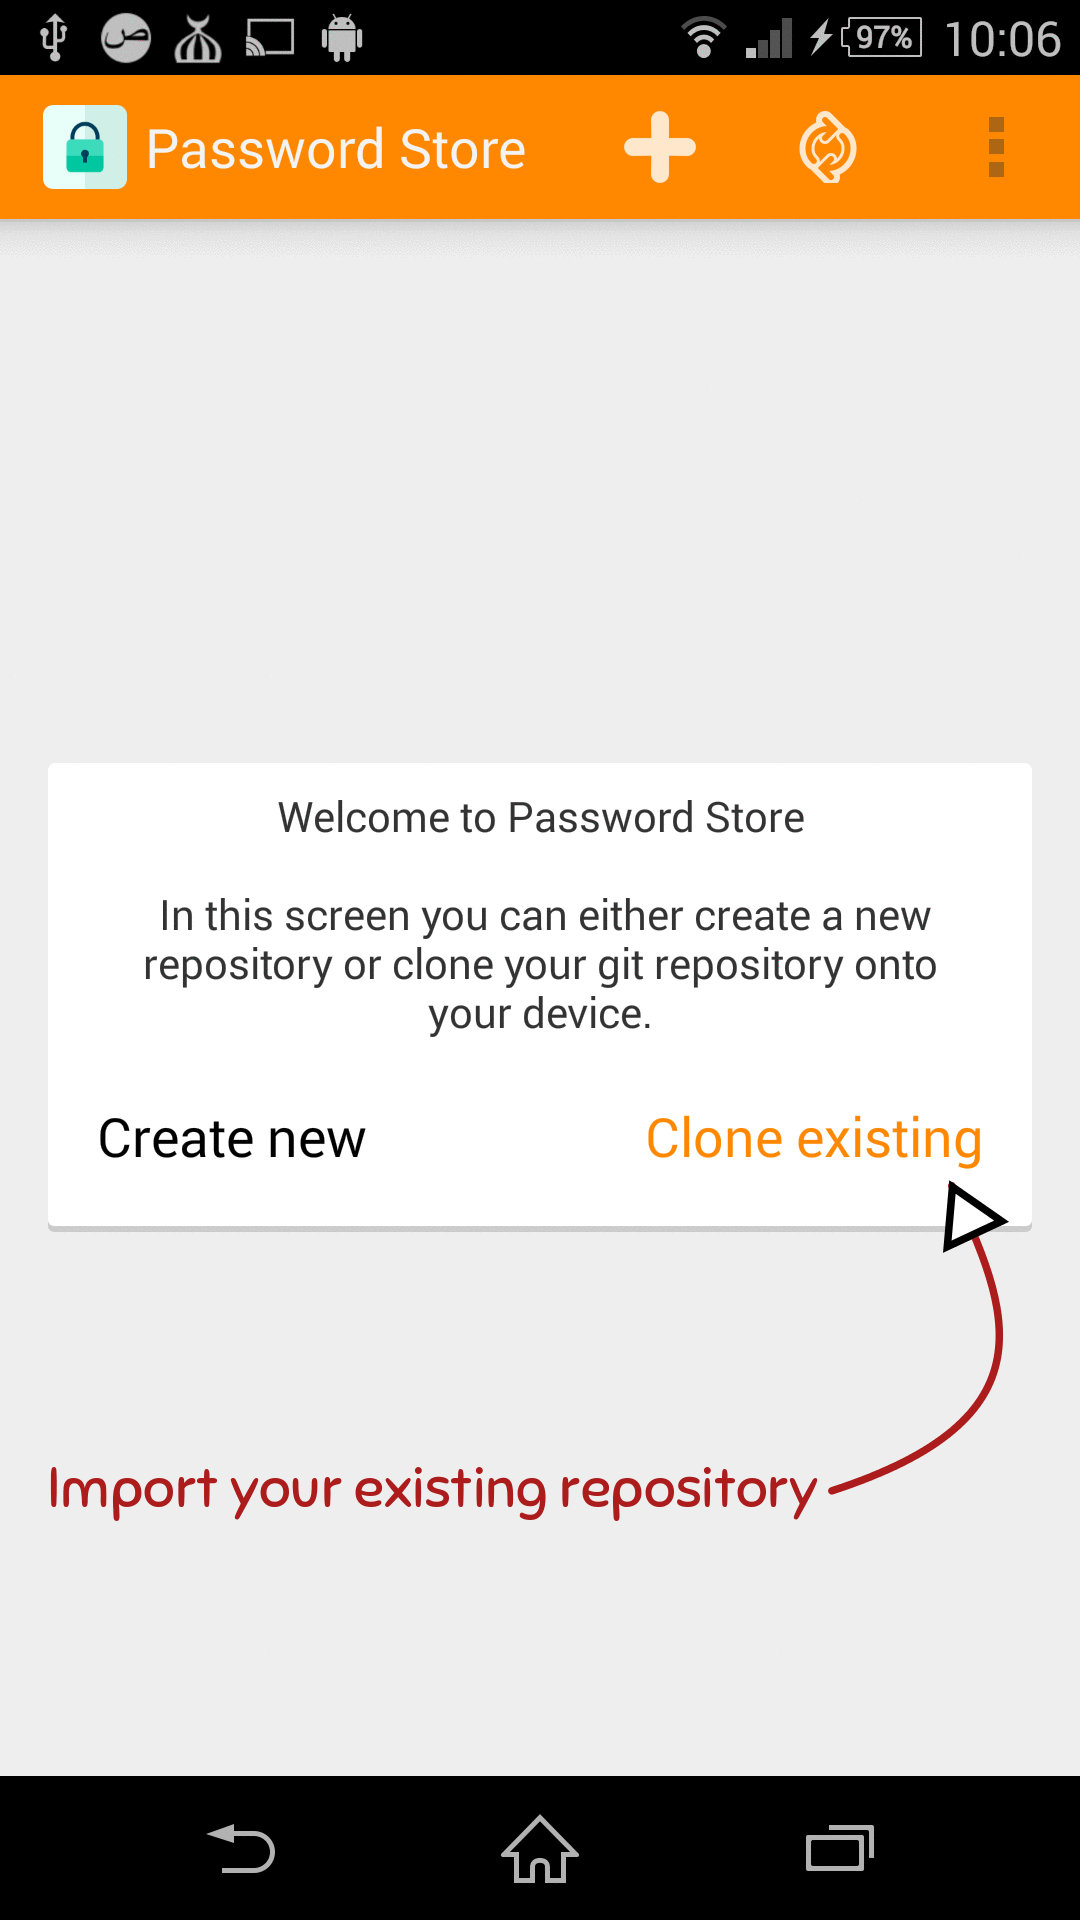 ص
97% 10:06
Password Store
Welcome to Password Store
In this screen you can either create a new
repository or clone your git repository onto
your device.
Create new Clone existing
Import your existing repository